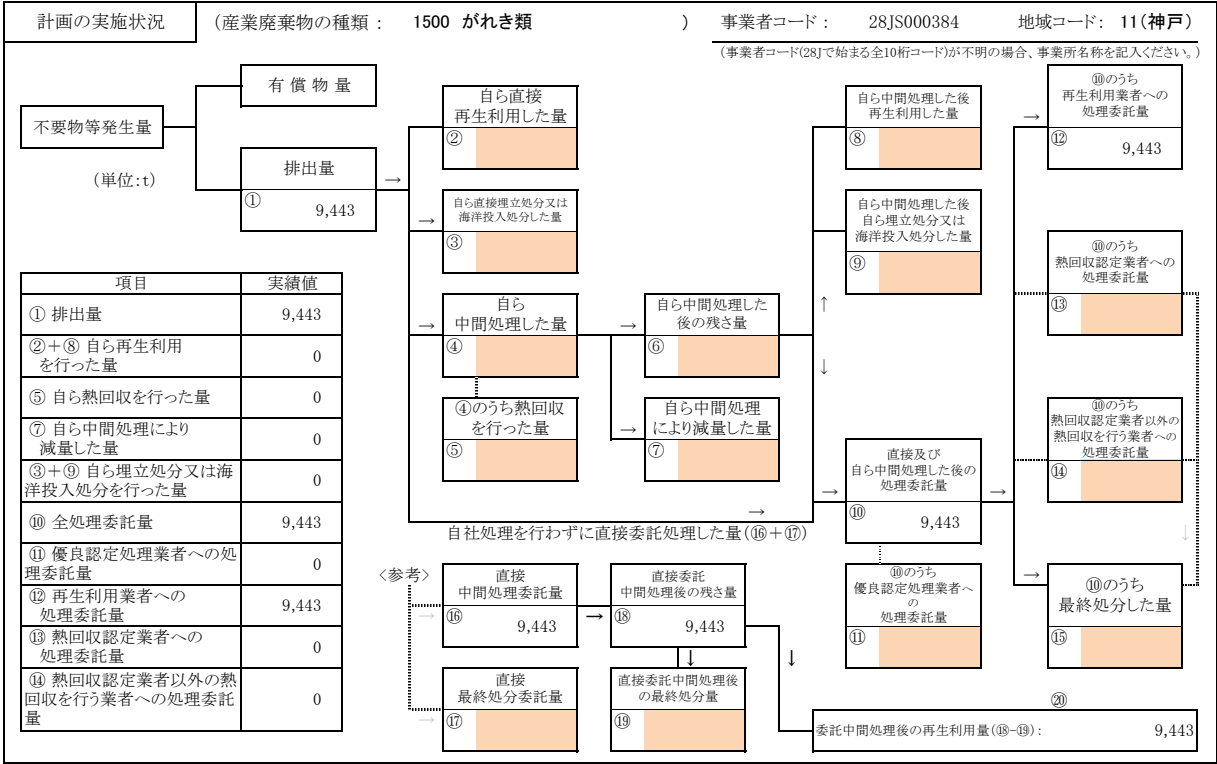 計画の実施状況
(産業廃棄物の種類 : 1500 がれき類 )
事業者コード : 28JS000384 地域コード: 11(神戸)
(事業者コード(28Jで始まる全10桁コード)が不明の場合、事業所名称を記入ください。)
不要物等発生量
(単位:t)
有 償 物 量
排出量
→
① 9,443
自ら直接
再生利用した量
②
→
自ら直接埋立処分又は
海洋投入処分した量
③
→
自ら
中間処理した量
④
④のうち熱回収
を行った量
⑤
→
自ら中間処理した
後の残さ量
⑥
→
自ら中間処理
により減量した量
⑦
自ら中間処理した後
再生利用した量
⑧
自ら中間処理した後
自ら埋立処分又は
海洋投入処分した量
⑨
↑
↓
→
自社処理を行わずに直接委託処理した量(⑯+⑰)
→
直接及び
自ら中間処理した後の
処理委託量
⑩ 9,443
→
⑩のうち
優良認定処理業者へ
の
処理委託量
⑪
→
⑩のうち
再生利用業者への
処理委託量
⑫ 9,443
⑩のうち
熱回収認定業者への
処理委託量
⑬
⑩のうち
熱回収認定業者以外の
熱回収を行う業者への
処理委託量
⑭
↓
→
⑩のうち
最終処分した量
⑮
〈参考〉
→
直接
中間処理委託量
⑯ 9,443
→
直接委託
中間処理後の残さ量
⑱ 9,443
↓
↓
→
直接
最終処分委託量
⑰
直接委託中間処理後
の最終処分量
⑲
⑳
委託中間処理後の再生利用量(⑱-⑲): 9,443
項目 実績値
① 排出量 9,443
②+⑧ 自ら再生利用
を行った量 0
⑤ 自ら熱回収を行った量 0
⑦ 自ら中間処理により
減量した量 0
③+⑨ 自ら埋立処分又は海
洋投入処分を行った量 0
⑩ 全処理委託量 9,443
⑪ 優良認定処理業者への処
理委託量 0
⑫ 再生利用業者への
処理委託量 9,443
⑬ 熱回収認定業者への
処理委託量 0
⑭ 熱回収認定業者以外の熱
回収を行う業者への処理委託
量 0